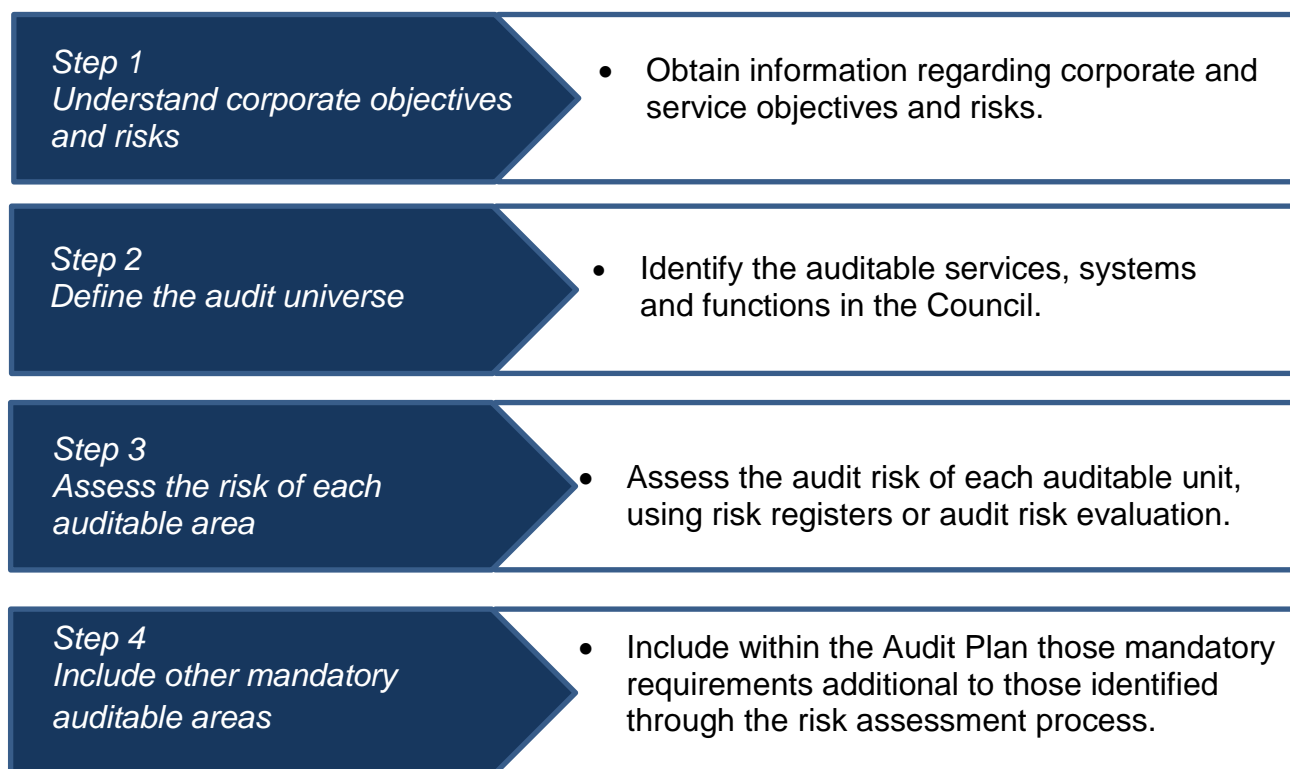 Step 1
Understand corporate objectives
and risks
• Obtain information regarding corporate and
service objectives and risks.
Step 2
Define the audit universe
• Identify the auditable services, systems
and functions in the Council.
Step 3
Assess the risk of each
auditable area
• Assess the audit risk of each auditable unit,
using risk registers or audit risk evaluation.
Step 4
Include other mandatory
auditable areas
• Include within the Audit Plan those mandatory
requirements additional to those identified
through the risk assessment process.